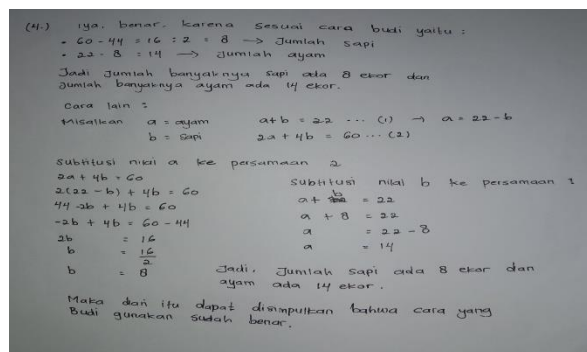 (4.) iya, benar. karena sesuai cara budi yaitu :
• 60 - 44 = 16 : 2 = 8 → Jumlah sapi
• 22 - 8 = 14 → Jumlah ayam
Jadi Jumlah banyaknya sapi ada 8 ekor dan
Jumlah banyaknya ayam ada 14 ekor.
Cara lain :
Misalkan a = ayam a+b = 22 ... (1) → a = 22 - b
b = sapi 2a + 4b = 60 ... (2)
Subtitusi nilai a ke persamaan 2
2a + 4b = 60
2(22 - b) + 4b = 60
44 - 2b + 4b = 60
-2b + 4b = 60 - 44
2b = 16
b = 16/2
b = 8
Subtitusi nilai b ke persamaan 1
a + b = 22
a + 8 = 22
a = 22 - 8
a = 14
Jadi, Jumlah sapi ada 8 ekor dan
ayam ada 14 ekor.
Maka dari itu dapat disimpulkan bahwa cara yang
Budi gunakan sudah benar.